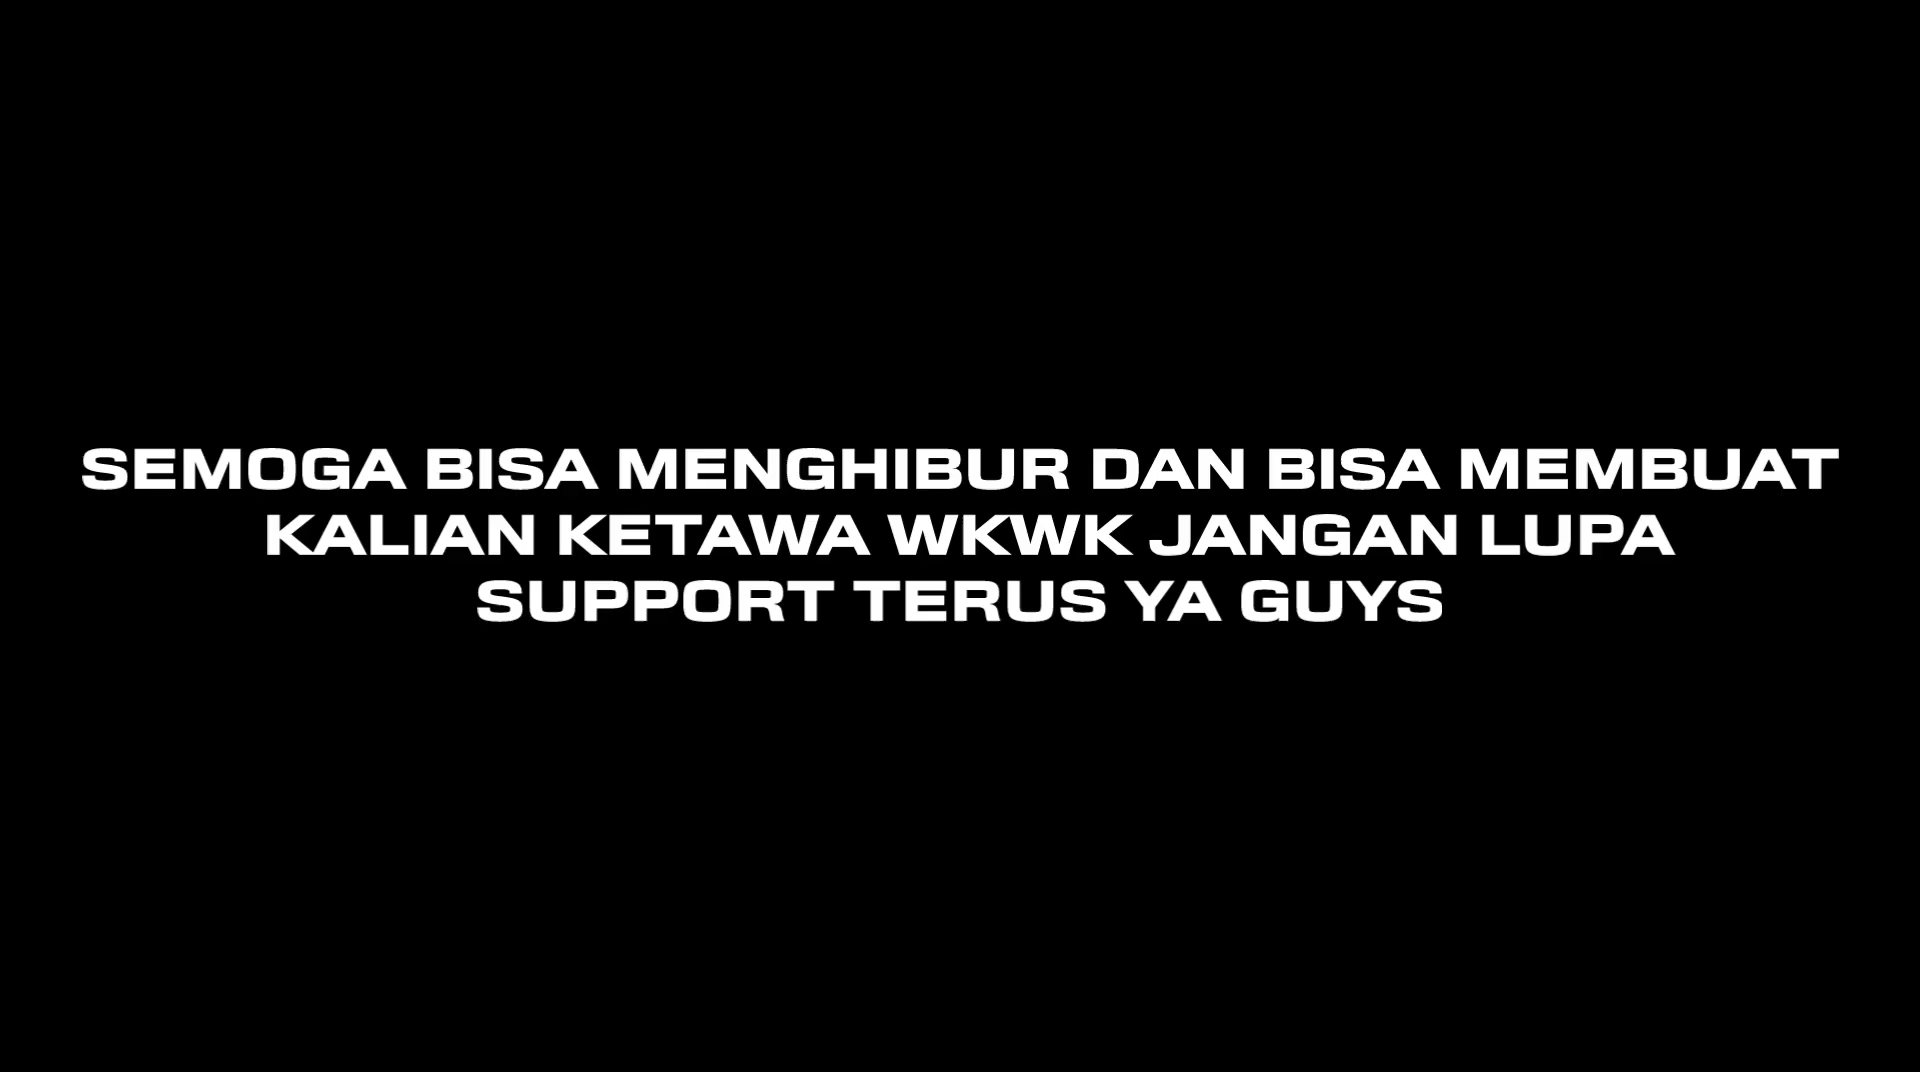 SEMOGA BISA MENGHIBUR DAN BISA MEMBUAT
KALIAN KETAWA WKWK JANGAN LUPA
SUPPORT TERUS YA GUYS